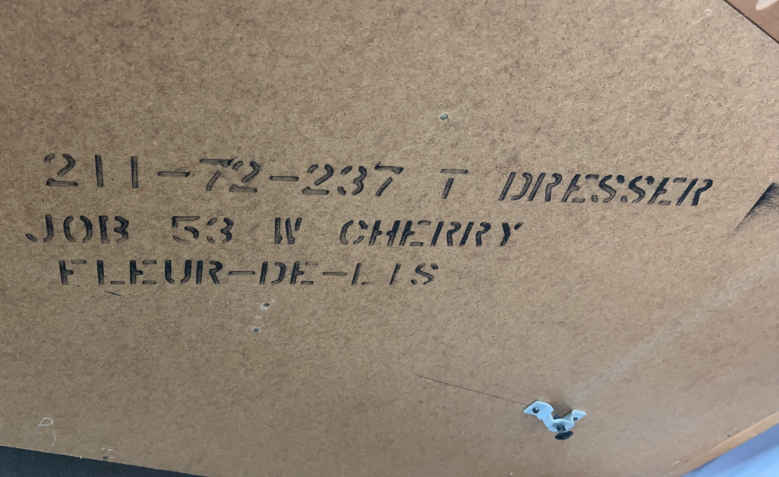 211-72-237 T DRESSER
JOB 53 W CHERRY
FLEUR-DE-LIS